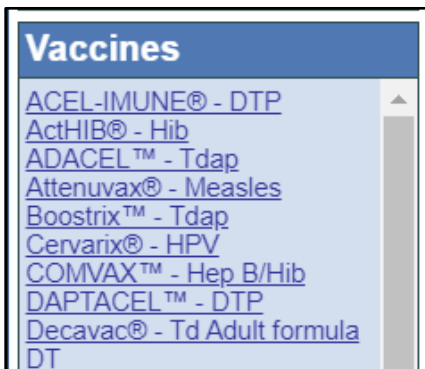 Vaccines
ACEL-IMUNE® - DTP
ActHIB® - Hib
ADACEL™ - Tdap
Attenuvax® - Measles
Boostrix™ - Tdap
Cervarix® - HPV
COMVAX™ - Hep B/Hib
DAPTACEL™ - DTP
Decavac® - Td Adult formula
DT